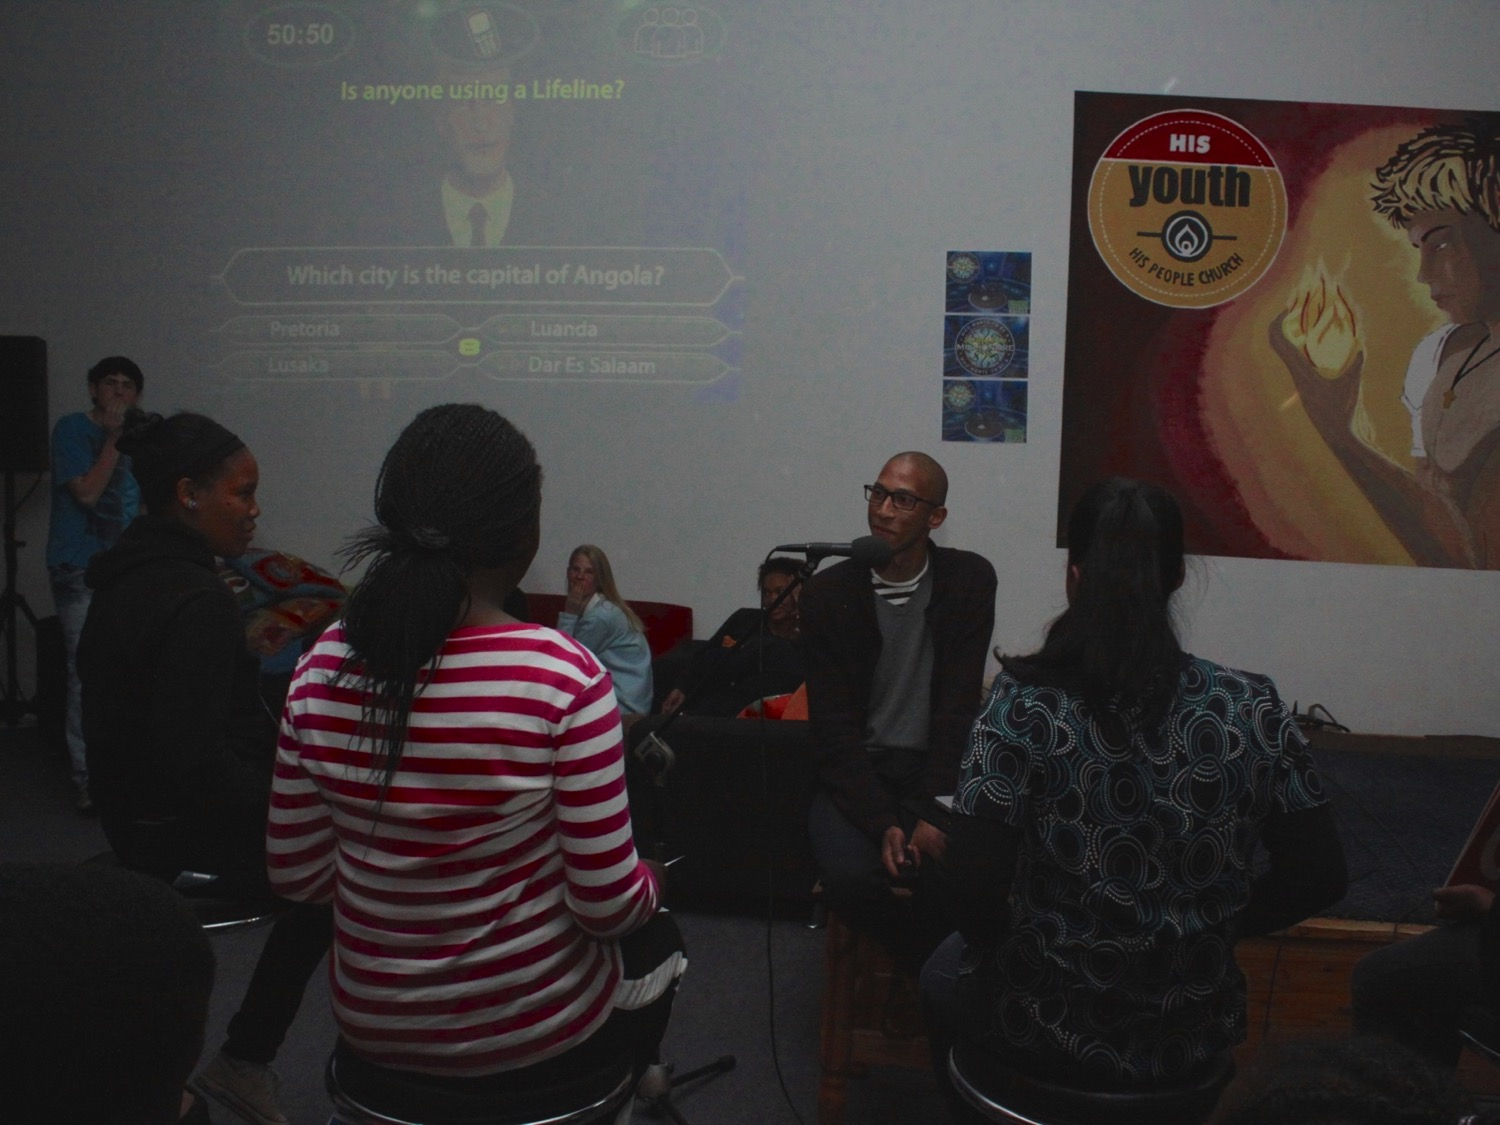 50:50
Is anyone using a Lifeline?
Which city is the capital of Angola?
Pretoria
Luanda
Lusaka
Dar Es Salaam
HIS
youth
HIS PEOPLE CHURCH